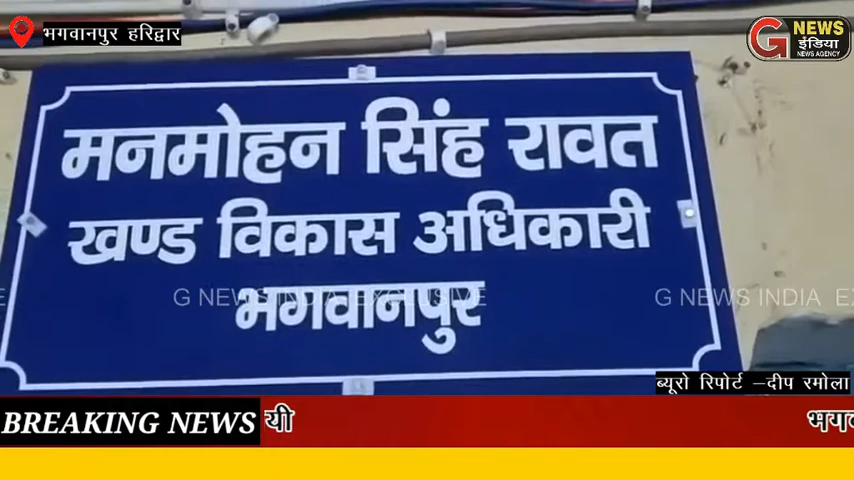 भगवानपुर हरिद्वार
G NEWS
इंडिया
NEWS AGENCY
मनमोहन सिंह रावत
खण्ड विकास अधिकारी
भगवानपुर
G NEWS INDIA EXCLUSIVE
G NEWS INDIA
ब्यूरो रिपोर्ट –दीप रमोला
BREAKING NEWS यी